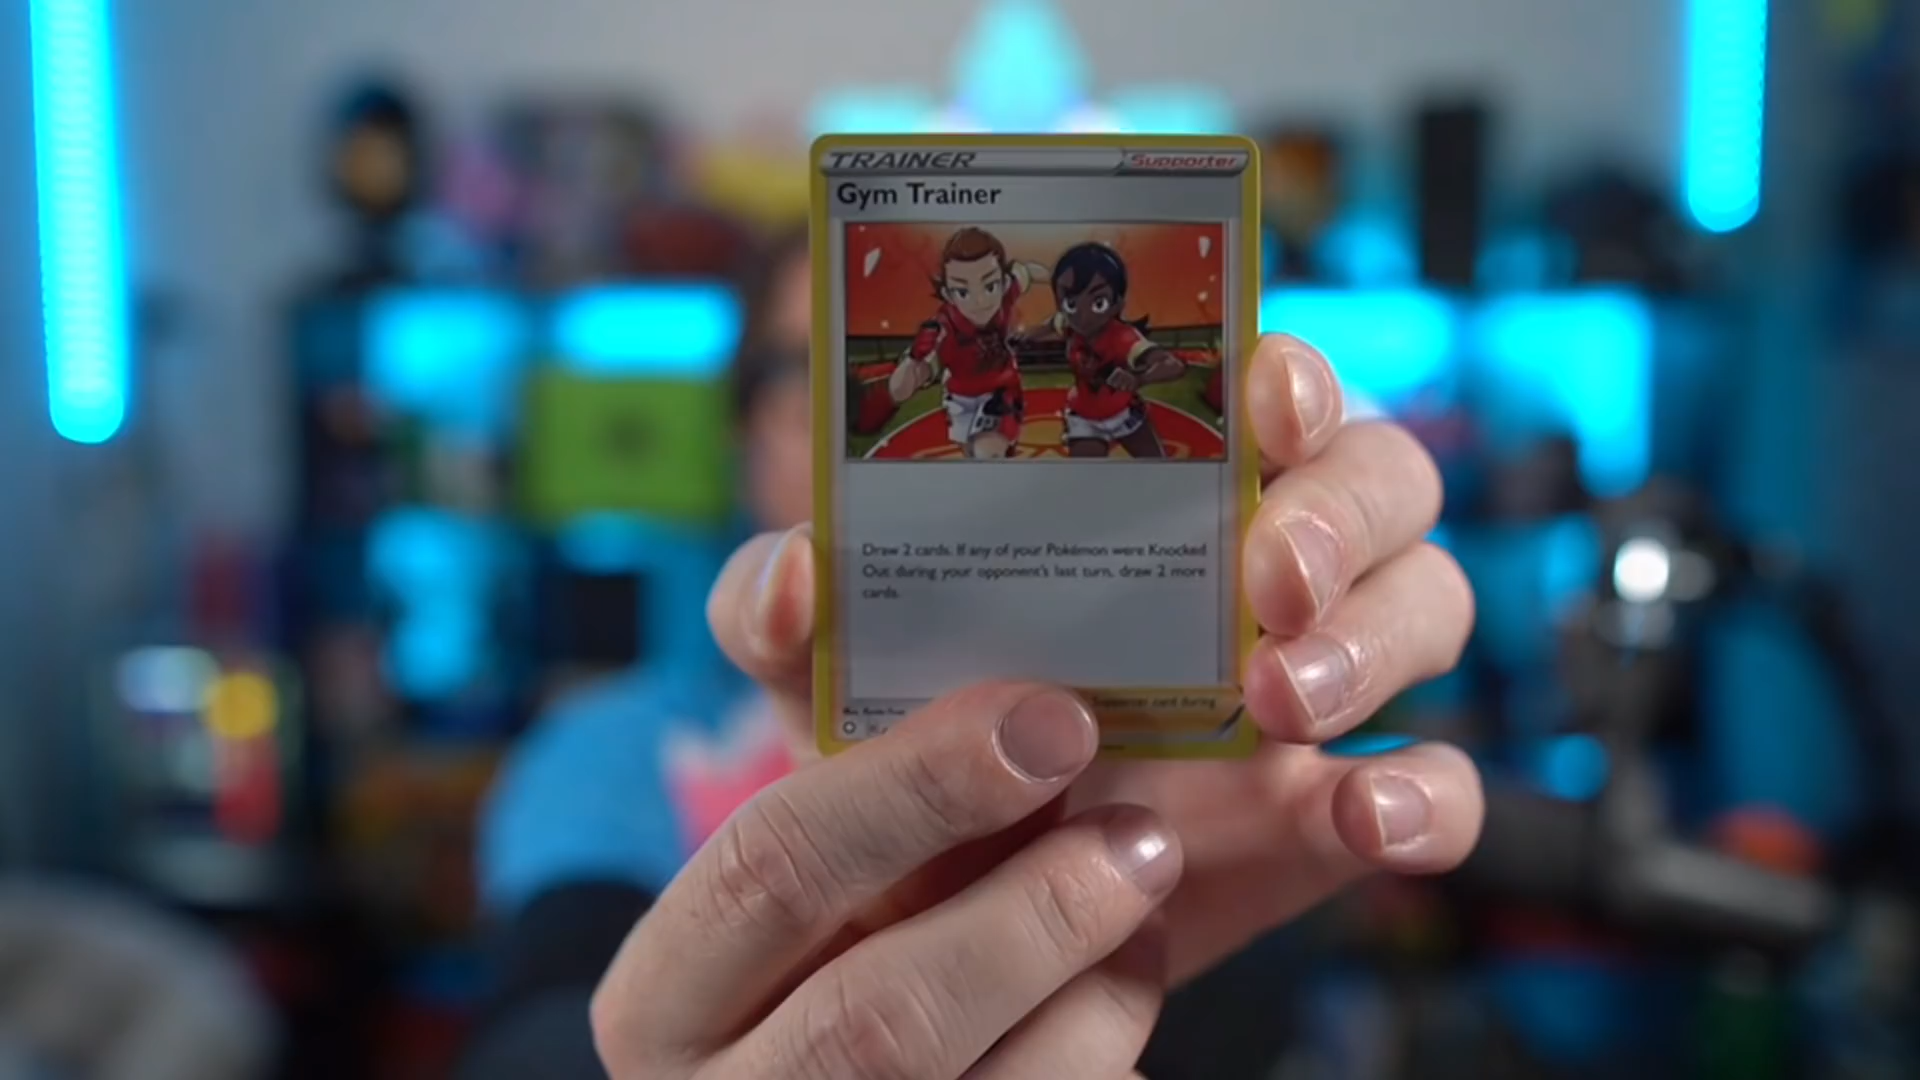 TRAINER Supporter
Gym Trainer
Draw 2 cards. If any of your Pokémon were Knocked
Out during your opponent's last turn, draw 2 more
cards.
Supporter card during